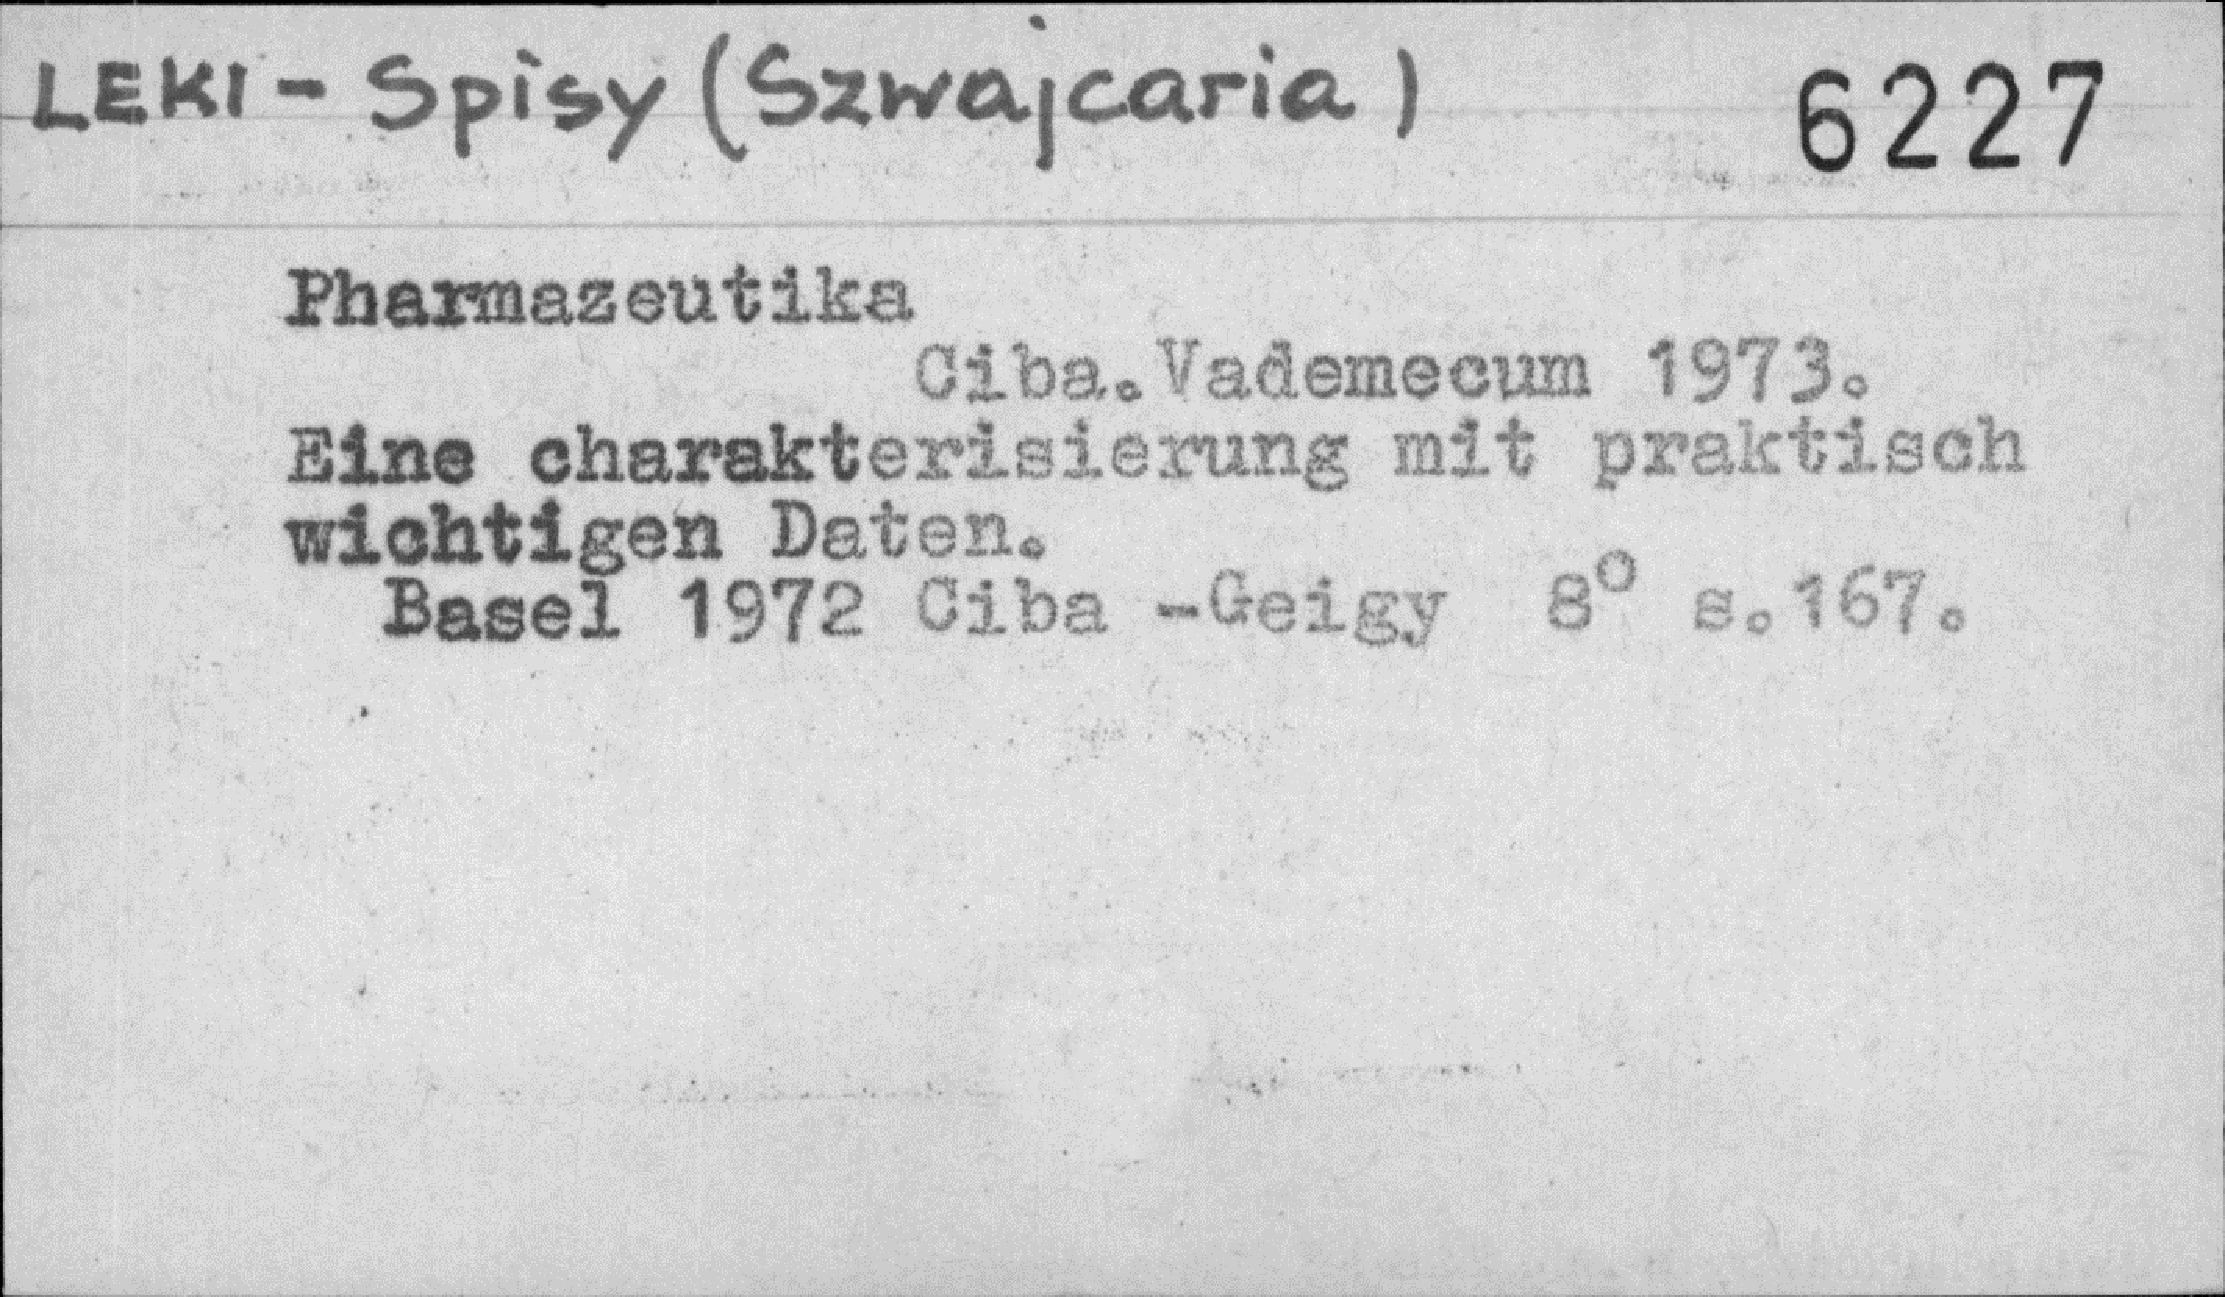 LEKI - Spisy (Szwajcaria) 6227
Pharmazeutika
Ciba.Vademecum 1973.
Eine charakterisierung mit praktisch
wichtigen Daten.
Basel 1972 Ciba -Geigy 8° s.167.